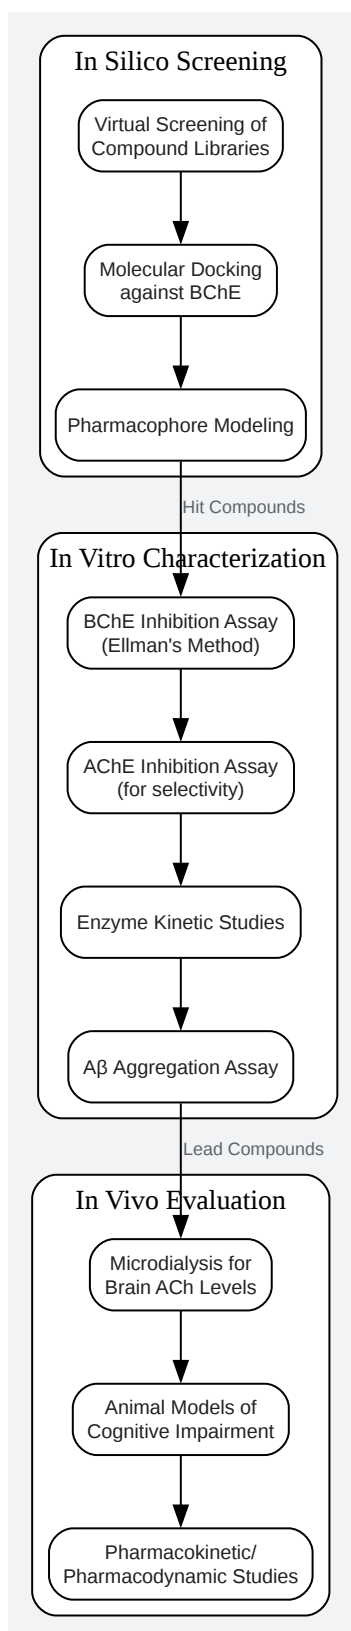 In Silico Screening
Virtual Screening of
Compound Libraries
Molecular Docking
against BChE
Pharmacophore Modeling
Hit Compounds
In Vitro Characterization
BChE Inhibition Assay
(Ellman's Method)
AChE Inhibition Assay
(for selectivity)
Enzyme Kinetic Studies
Aβ Aggregation Assay
Lead Compounds
In Vivo Evaluation
Microdialysis for
Brain ACh Levels
Animal Models of
Cognitive Impairment
Pharmacokinetic/
Pharmacodynamic Studies